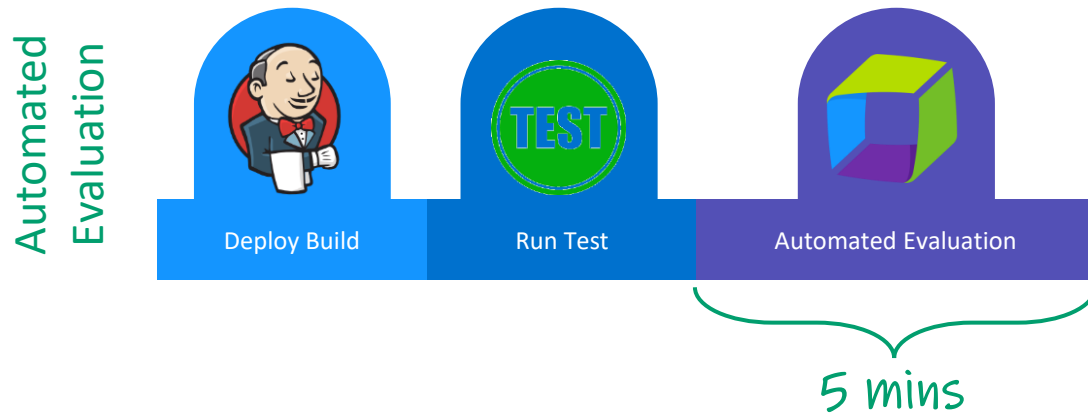 Automated
Evaluation
TEST
Deploy Build
Run Test
Automated Evaluation
5 mins